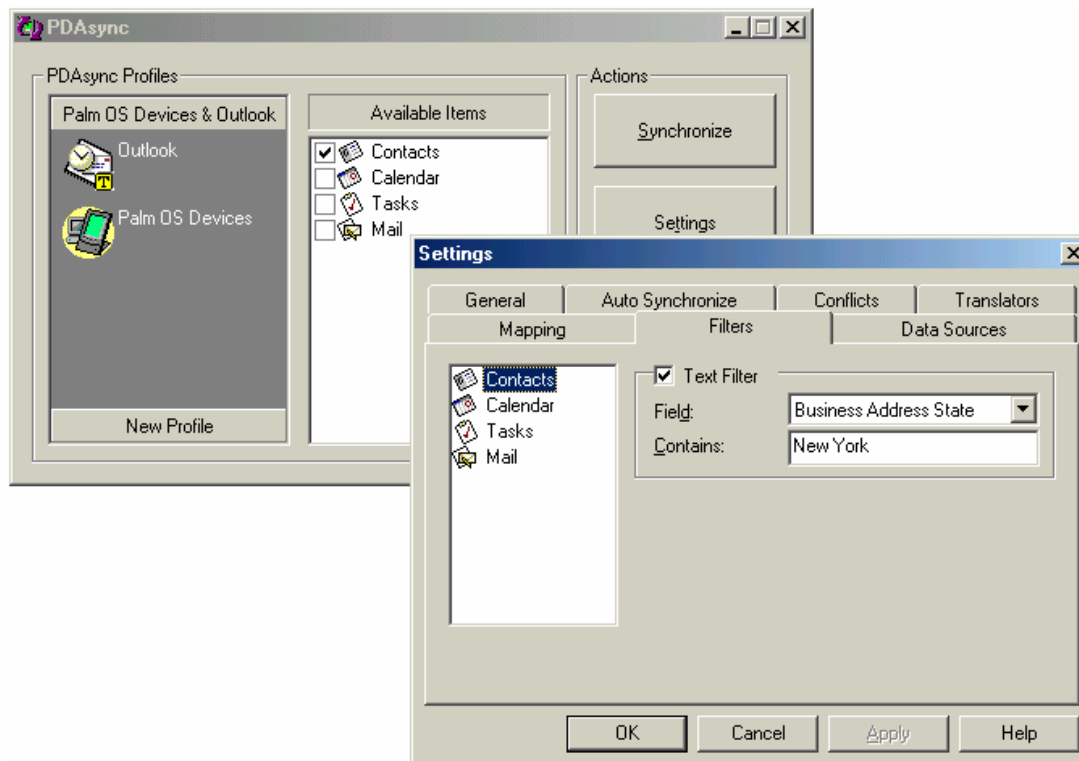 PDAsync
PDAsync Profiles
Palm OS Devices & Outlook
Outlook
T
Palm OS Devices
New Profile
Available Items
Contacts
Calendar
Tasks
Mail
Actions
Synchronize
Settings
Settings
General
Auto Synchronize
Conflicts
Translators
Mapping
Filters
Data Sources
Contacts
Calendar
Tasks
Mail
Text Filter
Field:
Business Address State
Contains:
New York
OK
Cancel
Apply
Help